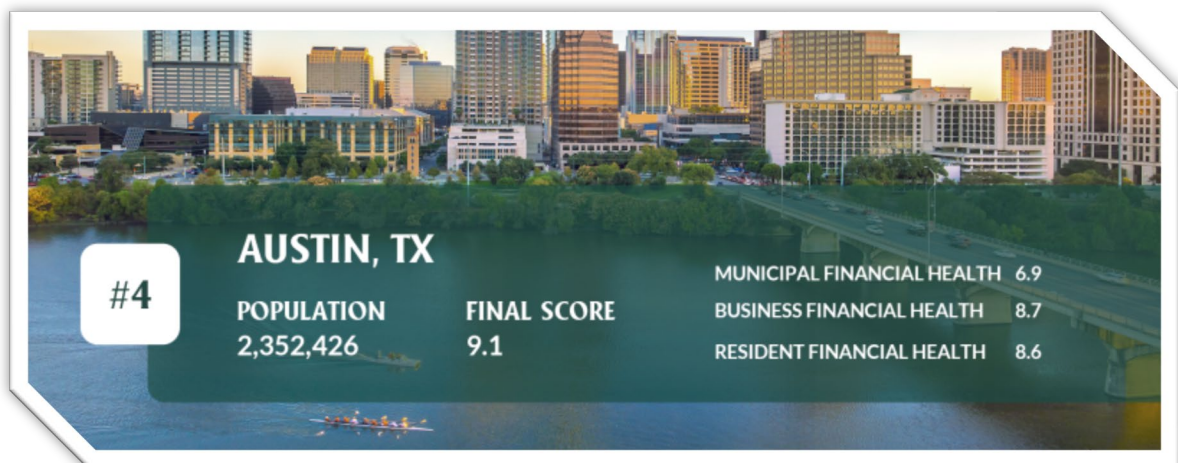 #4
AUSTIN, TX
POPULATION
2,352,426
FINAL SCORE
9.1
MUNICIPAL FINANCIAL HEALTH 6.9
BUSINESS FINANCIAL HEALTH 8.7
RESIDENT FINANCIAL HEALTH 8.6